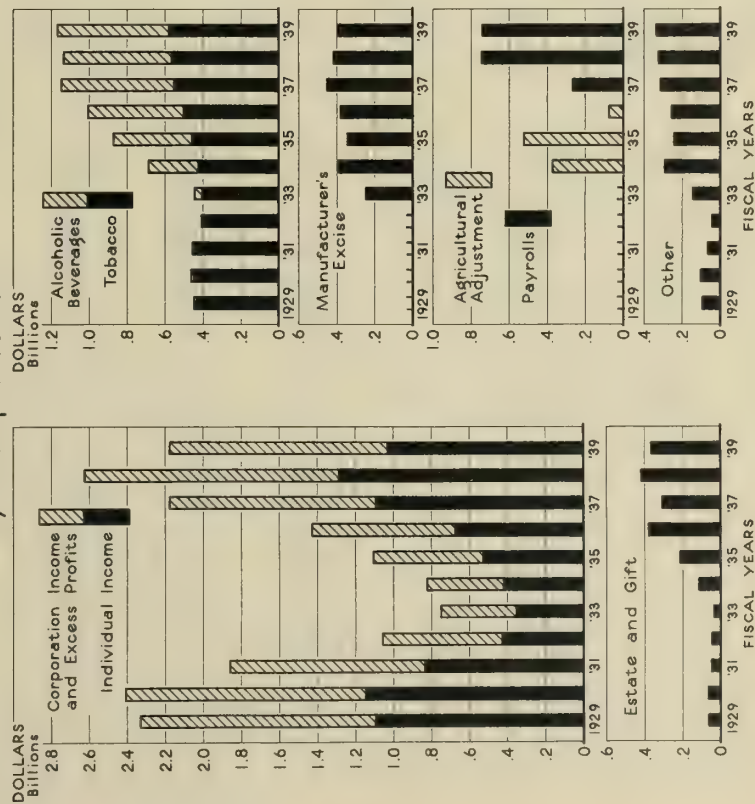 DOLLARS
Billions
2.8
2.6
2.4
2.2
2.0
1.8
1.6
1.4
1.2
1.0
.8
.6
.4
.2
0
Corporation Income
and Excess Profits
Individual Income
1929 '31 '33 '35 '37 '39
.6
.4
.2
0
Estate and Gift
1929 '31 '33 '35 '37 '39
FISCAL YEARS
DOLLARS
Billions
1.2
1.0
.8
.6
.4
.2
0
Alcoholic
Beverages
Tobacco
1929 '31 '33 '35 '37 '39
.6
.4
.2
0
Manufacturer's
Excise
1929 '31 '33 '35 '37 '39
1.0
.8
.6
.4
.2
0
Agricultural
Adjustment
Payrolls
1929 '31 '33 '35 '37 '39
.4
.2
0
Other
1929 '31 '33 '35 '37 '39
FISCAL YEARS